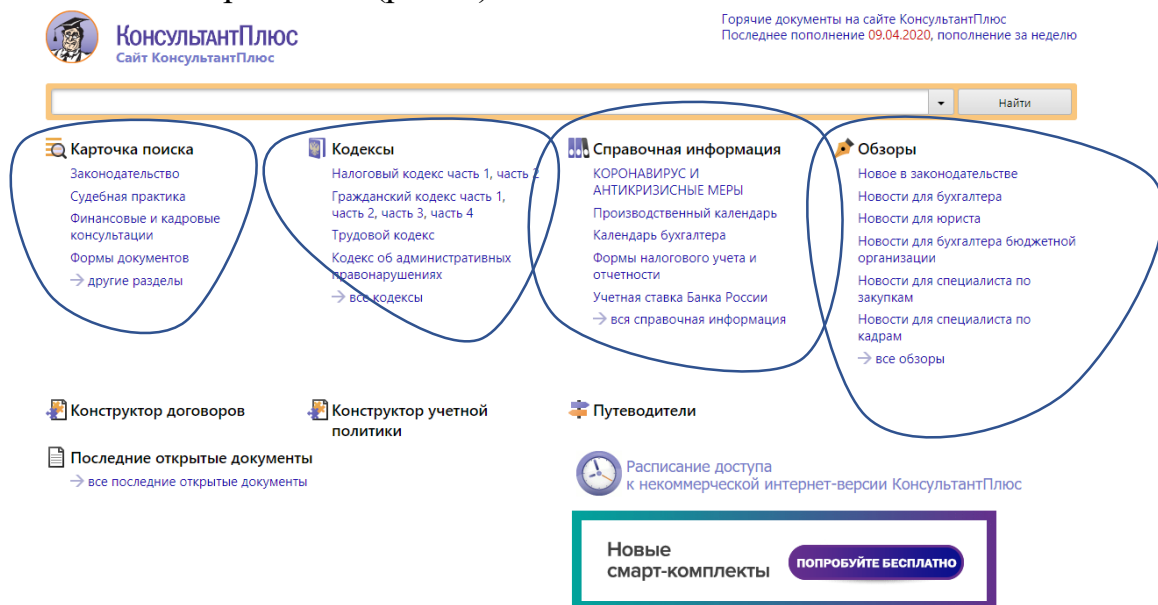 КонсультантПлюс
Сайт КонсультантПлюс
Горячие документы на сайте КонсультантПлюс
Последнее пополнение 09.04.2020, пополнение за неделю
Найти
Карточка поиска
Законодательство
Судебная практика
Финансовые и кадровые
консультации
Формы документов
→ другие разделы
Кодексы
Налоговый кодекс часть 1, часть 2
Гражданский кодекс часть 1,
часть 2, часть 3, часть 4
Трудовой кодекс
Кодекс об административных
правонарушениях
→ все кодексы
Справочная информация
КОРОНАВИРУС И
АНТИКРИЗИСНЫЕ МЕРЫ
Производственный календарь
Календарь бухгалтера
Формы налогового учета и
отчетности
Учетная ставка Банка России
→ вся справочная информация
Обзоры
Новое в законодательстве
Новости для бухгалтера
Новости для юриста
Новости для бухгалтера бюджетной
организации
Новости для специалиста по
закупкам
Новости для специалиста по
кадрам
→ все обзоры
Конструктор договоров
Конструктор учетной
политики
Путеводители
Последние открытые документы
→ все последние открытые документы
Расписание доступа
к некоммерческой интернет-версии КонсультантПлюс
Новые
смарт-комплекты
ПОПРОБУЙТЕ БЕСПЛАТНО